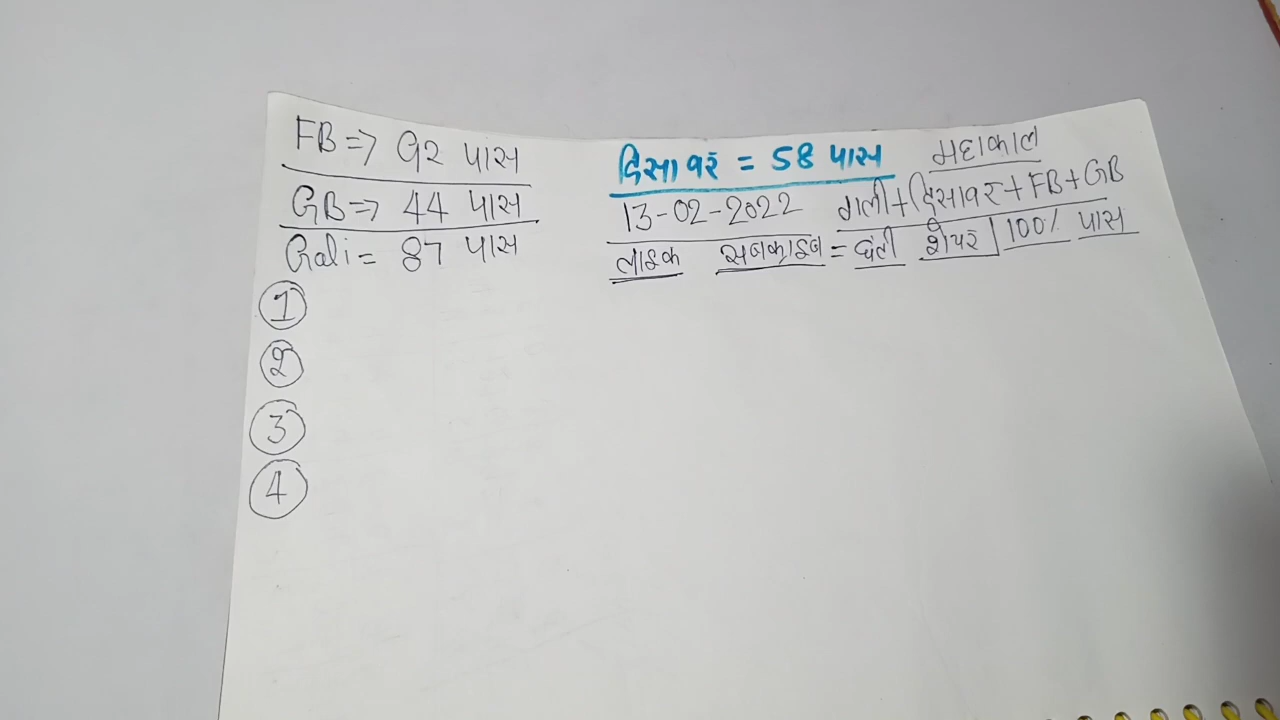 FB => 92 पास
GB => 44 पास
Gali = 87 पास
1
2
3
4
महाकाल
दिसावर = 58 पास
13-02-2022 गली+दिसावर+FB+GB
लाइक सबक्राइब = घंटी शेयर 100% पास